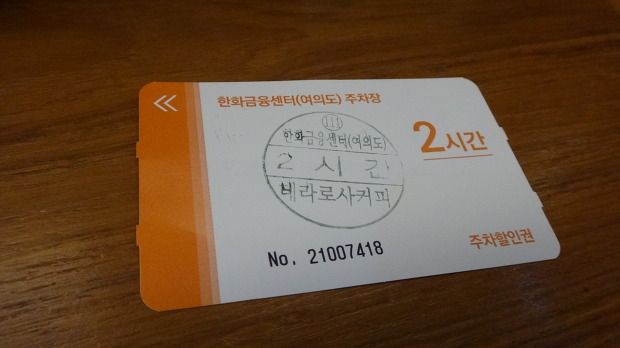 한화금융센터(여의도) 주차장
2시간
한화금융센터(여의도)
2 시 간
테라로사커피
No. 21007418
주차할인권